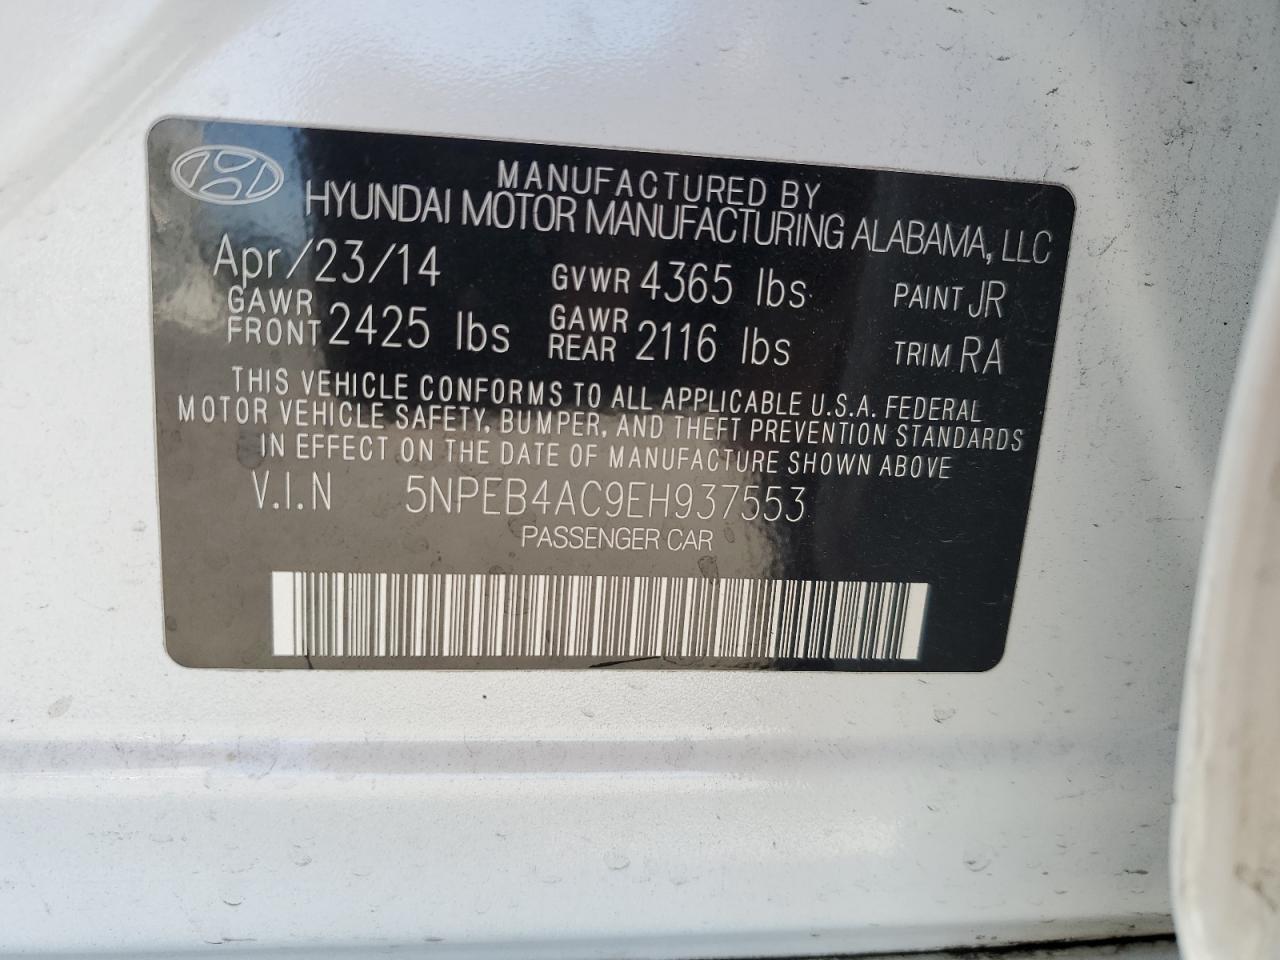 MANUFACTURED BY
HYUNDAI MOTOR MANUFACTURING ALABAMA, LLC
Apr/23/14 GVWR 4365 lbs PAINT JR
GAWR FRONT 2425 lbs GAWR REAR 2116 lbs TRIM RA
THIS VEHICLE CONFORMS TO ALL APPLICABLE U.S.A. FEDERAL
MOTOR VEHICLE SAFETY, BUMPER, AND THEFT PREVENTION STANDARDS
IN EFFECT ON THE DATE OF MANUFACTURE SHOWN ABOVE
V.I.N 5NPEB4AC9EH937553
PASSENGER CAR